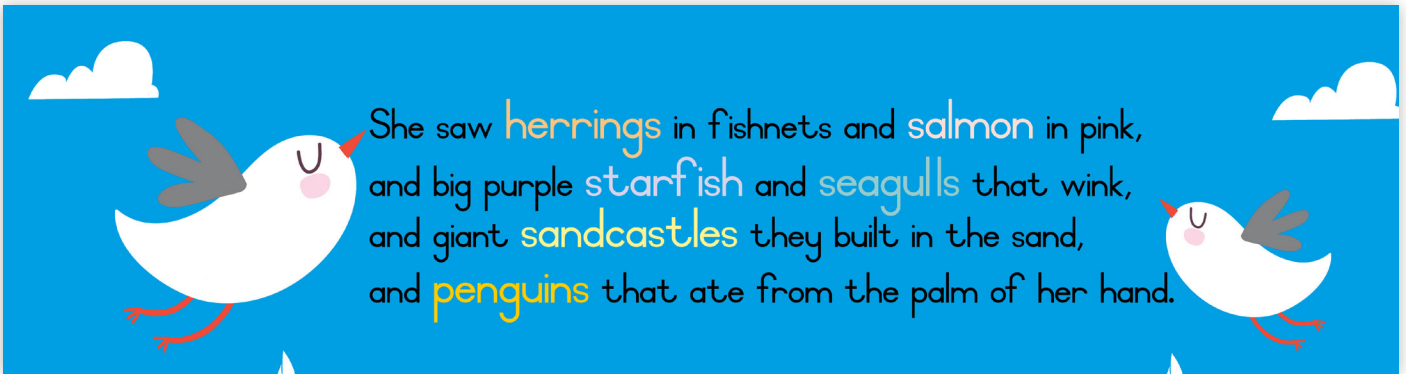 She saw herrings in fishnets and salmon in pink,
and big purple starfish and seagulls that wink,
and giant sandcastles they built in the sand,
and penguins that ate from the palm of her hand.